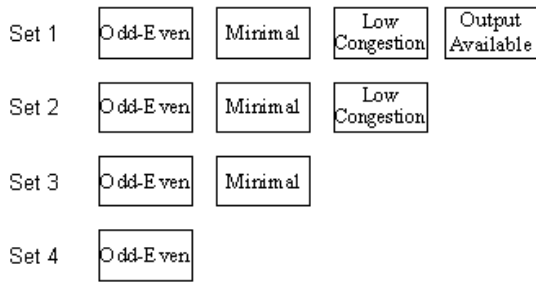 Set 1 Odd-Even Minimal Low Congestion Output Available
Set 2 Odd-Even Minimal Low Congestion
Set 3 Odd-Even Minimal
Set 4 Odd-Even